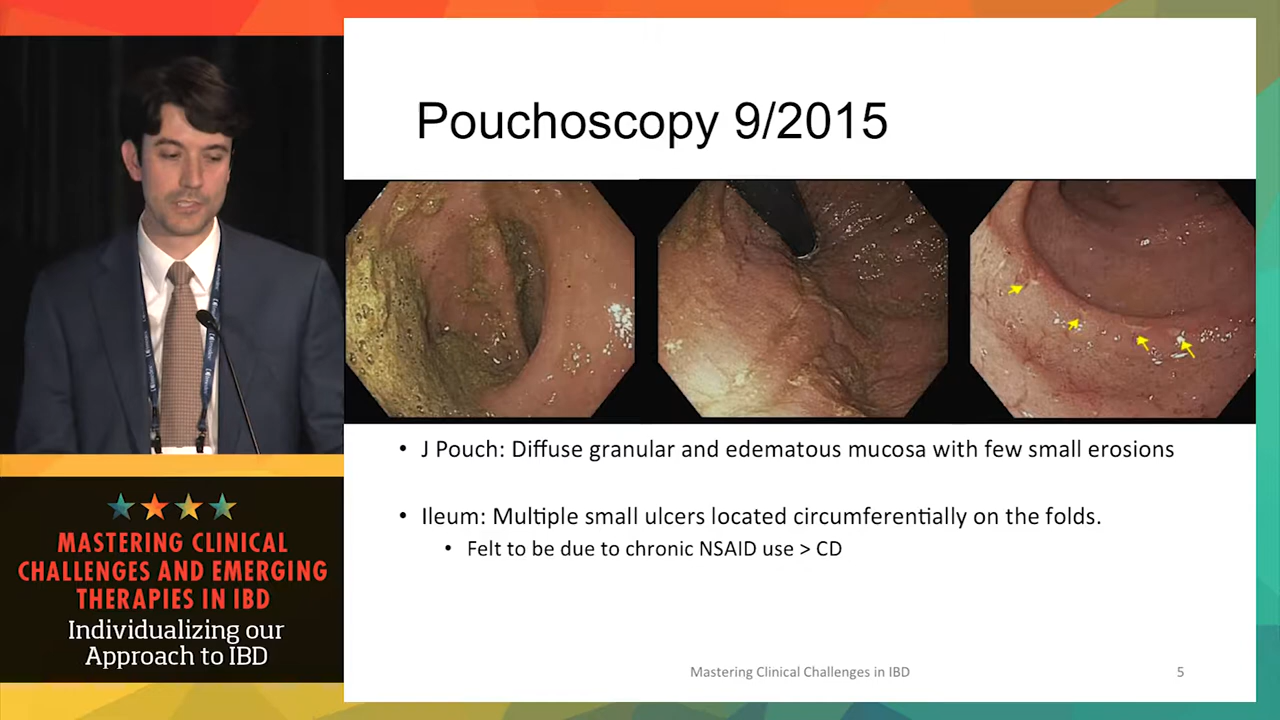 Pouchoscopy 9/2015
• J Pouch: Diffuse granular and edematous mucosa with few small erosions
• Ileum: Multiple small ulcers located circumferentially on the folds.
• Felt to be due to chronic NSAID use > CD
Mastering Clinical Challenges in IBD
5
MASTERING CLINICAL
CHALLENGES AND EMERGING
THERAPIES IN IBD
Individualizing our
Approach to IBD